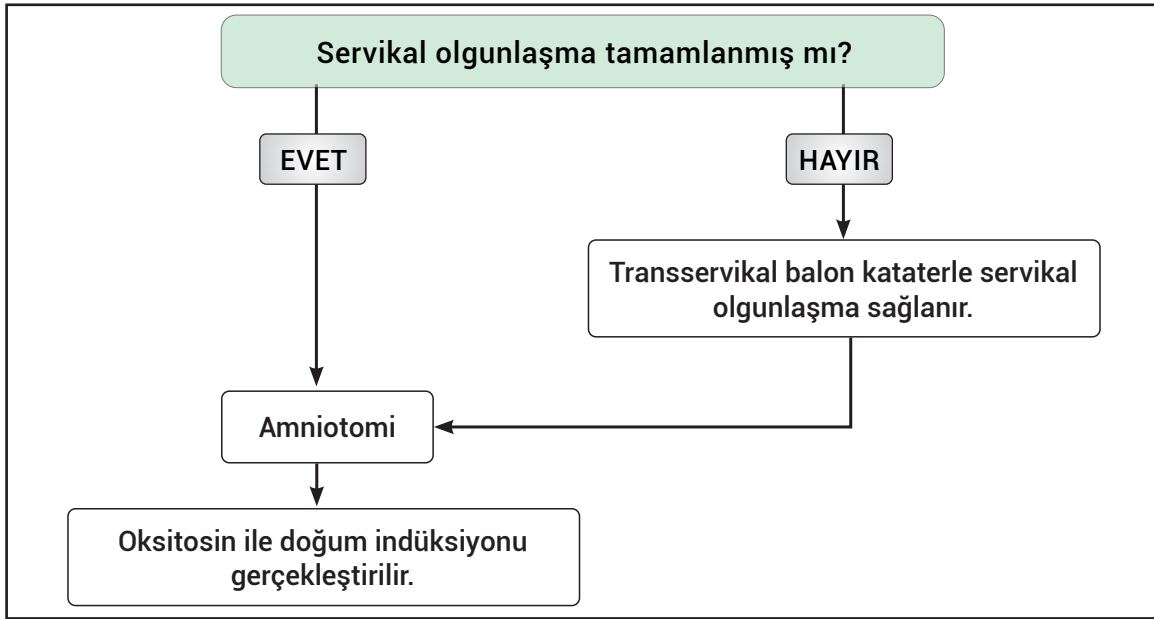 Servikal olgunlaşma tamamlanmış mı?
EVET
HAYIR
Transservikal balon kataterle servikal
olgunlaşma sağlanır.
Amniotomi
Oksitosin ile doğum indüksiyonu
gerçekleştirilir.